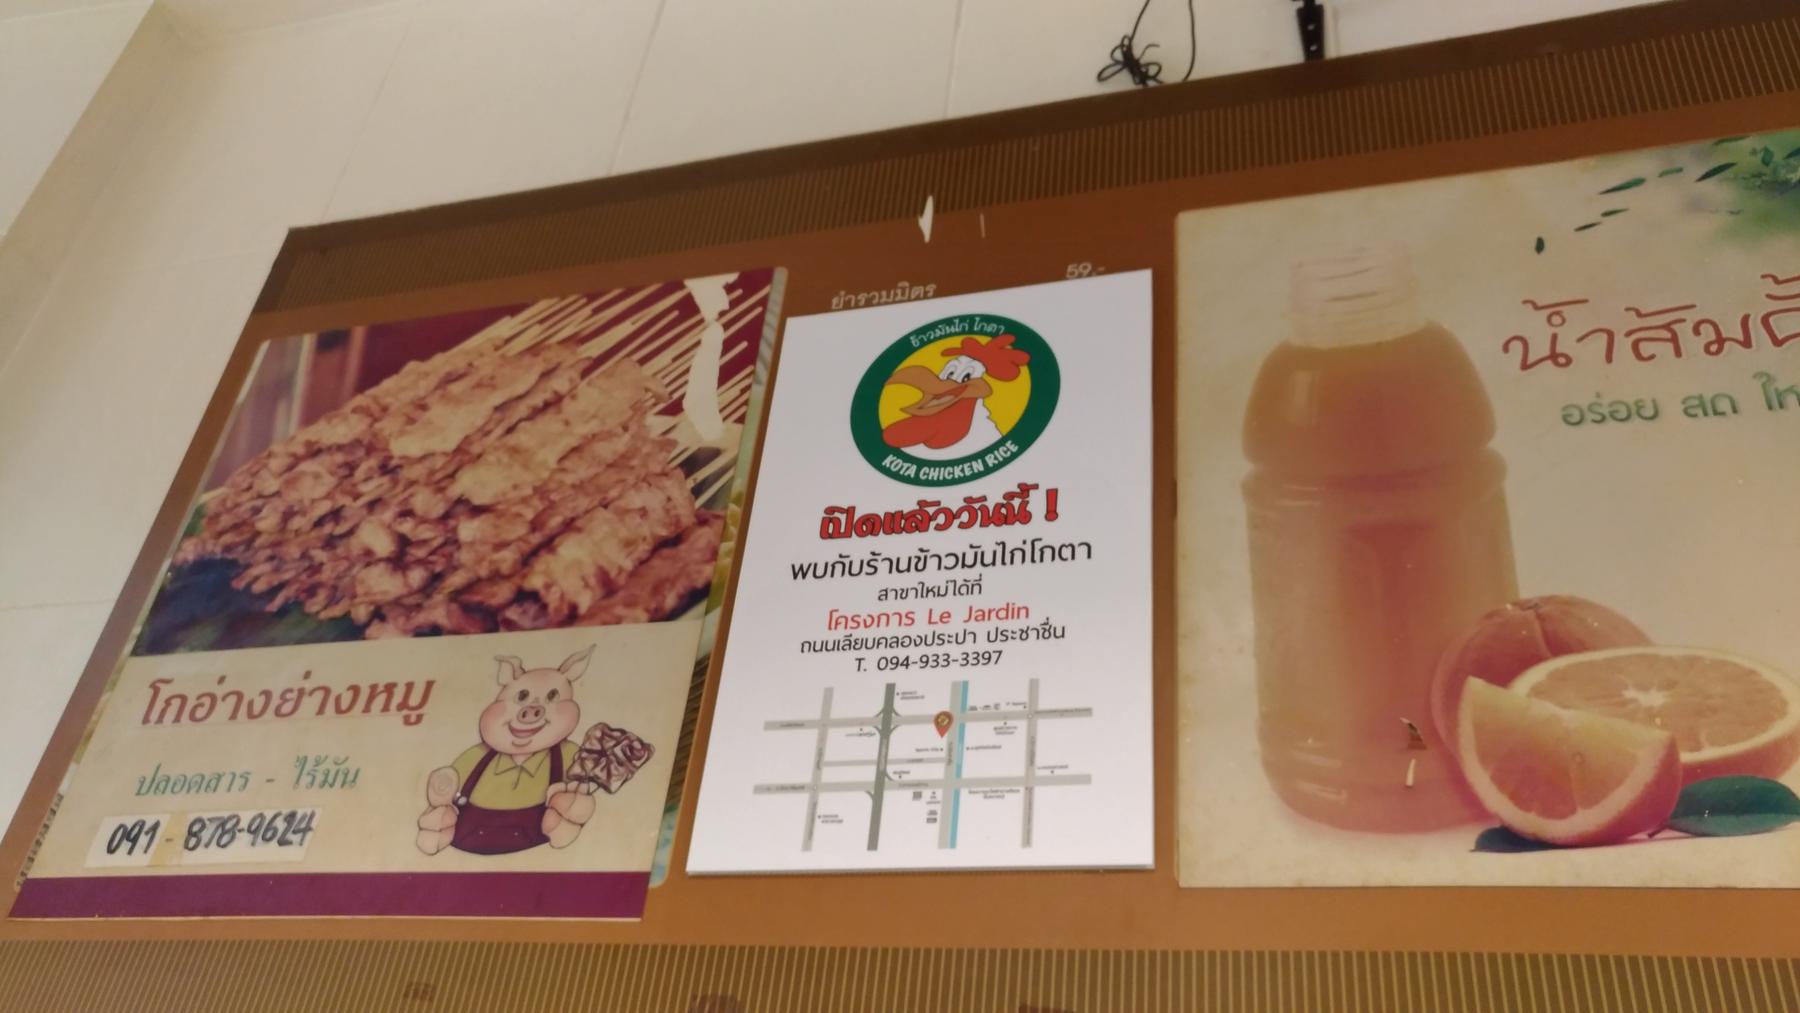 โกอ่างย่างหมู
ปลอดสาร - ไร้มัน
091 - 878-9624
ยำรวมมิตร 59.-
ข้าวมันไก่ โกตา
KOTA CHICKEN RICE
เปิดแล้ววันนี้ !
พบกับร้านข้าวมันไก่โกตา
สาขาใหม่ได้ที่
โครงการ Le Jardin
ถนนเลียบคลองประปา ประชาชื่น
T. 094-933-3397
น้ำส้มคั้
อร่อย สด ให